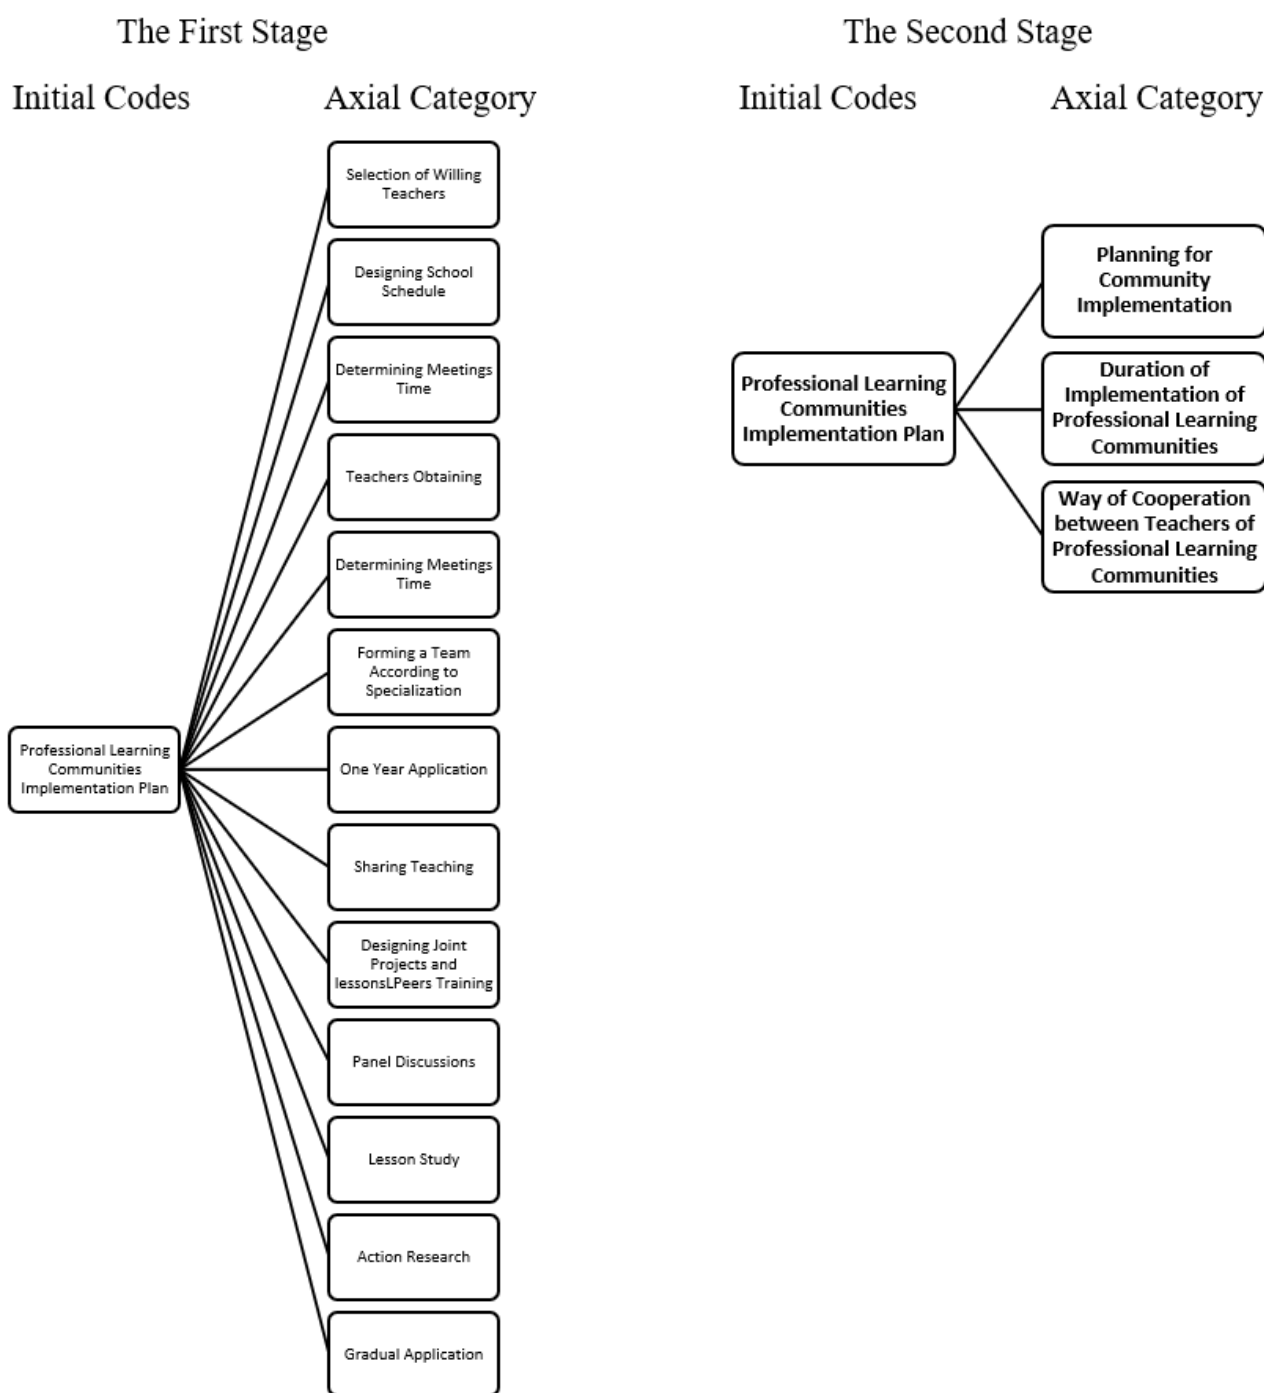 The First Stage
Initial Codes
Axial Category
Selection of Willing
Teachers
Designing School
Schedule
Determining Meetings
Time
Teachers Obtaining
Determining Meetings
Time
Forming a Team
According to
Specialization
Professional Learning
Communities
Implementation Plan
One Year Application
Sharing Teaching
Designing Joint
Projects and
lessonsLPeers Training
Panel Discussions
Lesson Study
Action Research
Gradual Application
The Second Stage
Initial Codes
Axial Category
Professional Learning
Communities
Implementation Plan
Planning for
Community
Implementation
Duration of
Implementation of
Professional Learning
Communities
Way of Cooperation
between Teachers of
Professional Learning
Communities